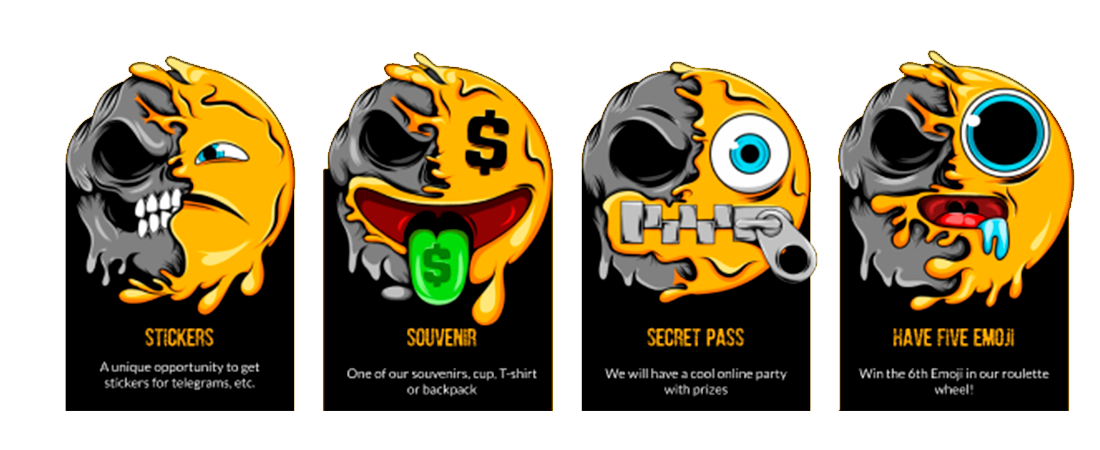 $
$
STICKERS
A unique opportunity to get
stickers for telegrams, etc.
SOUVENIR
One of our souvenirs, cup, T-shirt
or backpack
SECRET PASS
We will have a cool online party
with prizes
HAVE FIVE EMOJI
Win the 6th Emoji in our roulette
wheel!